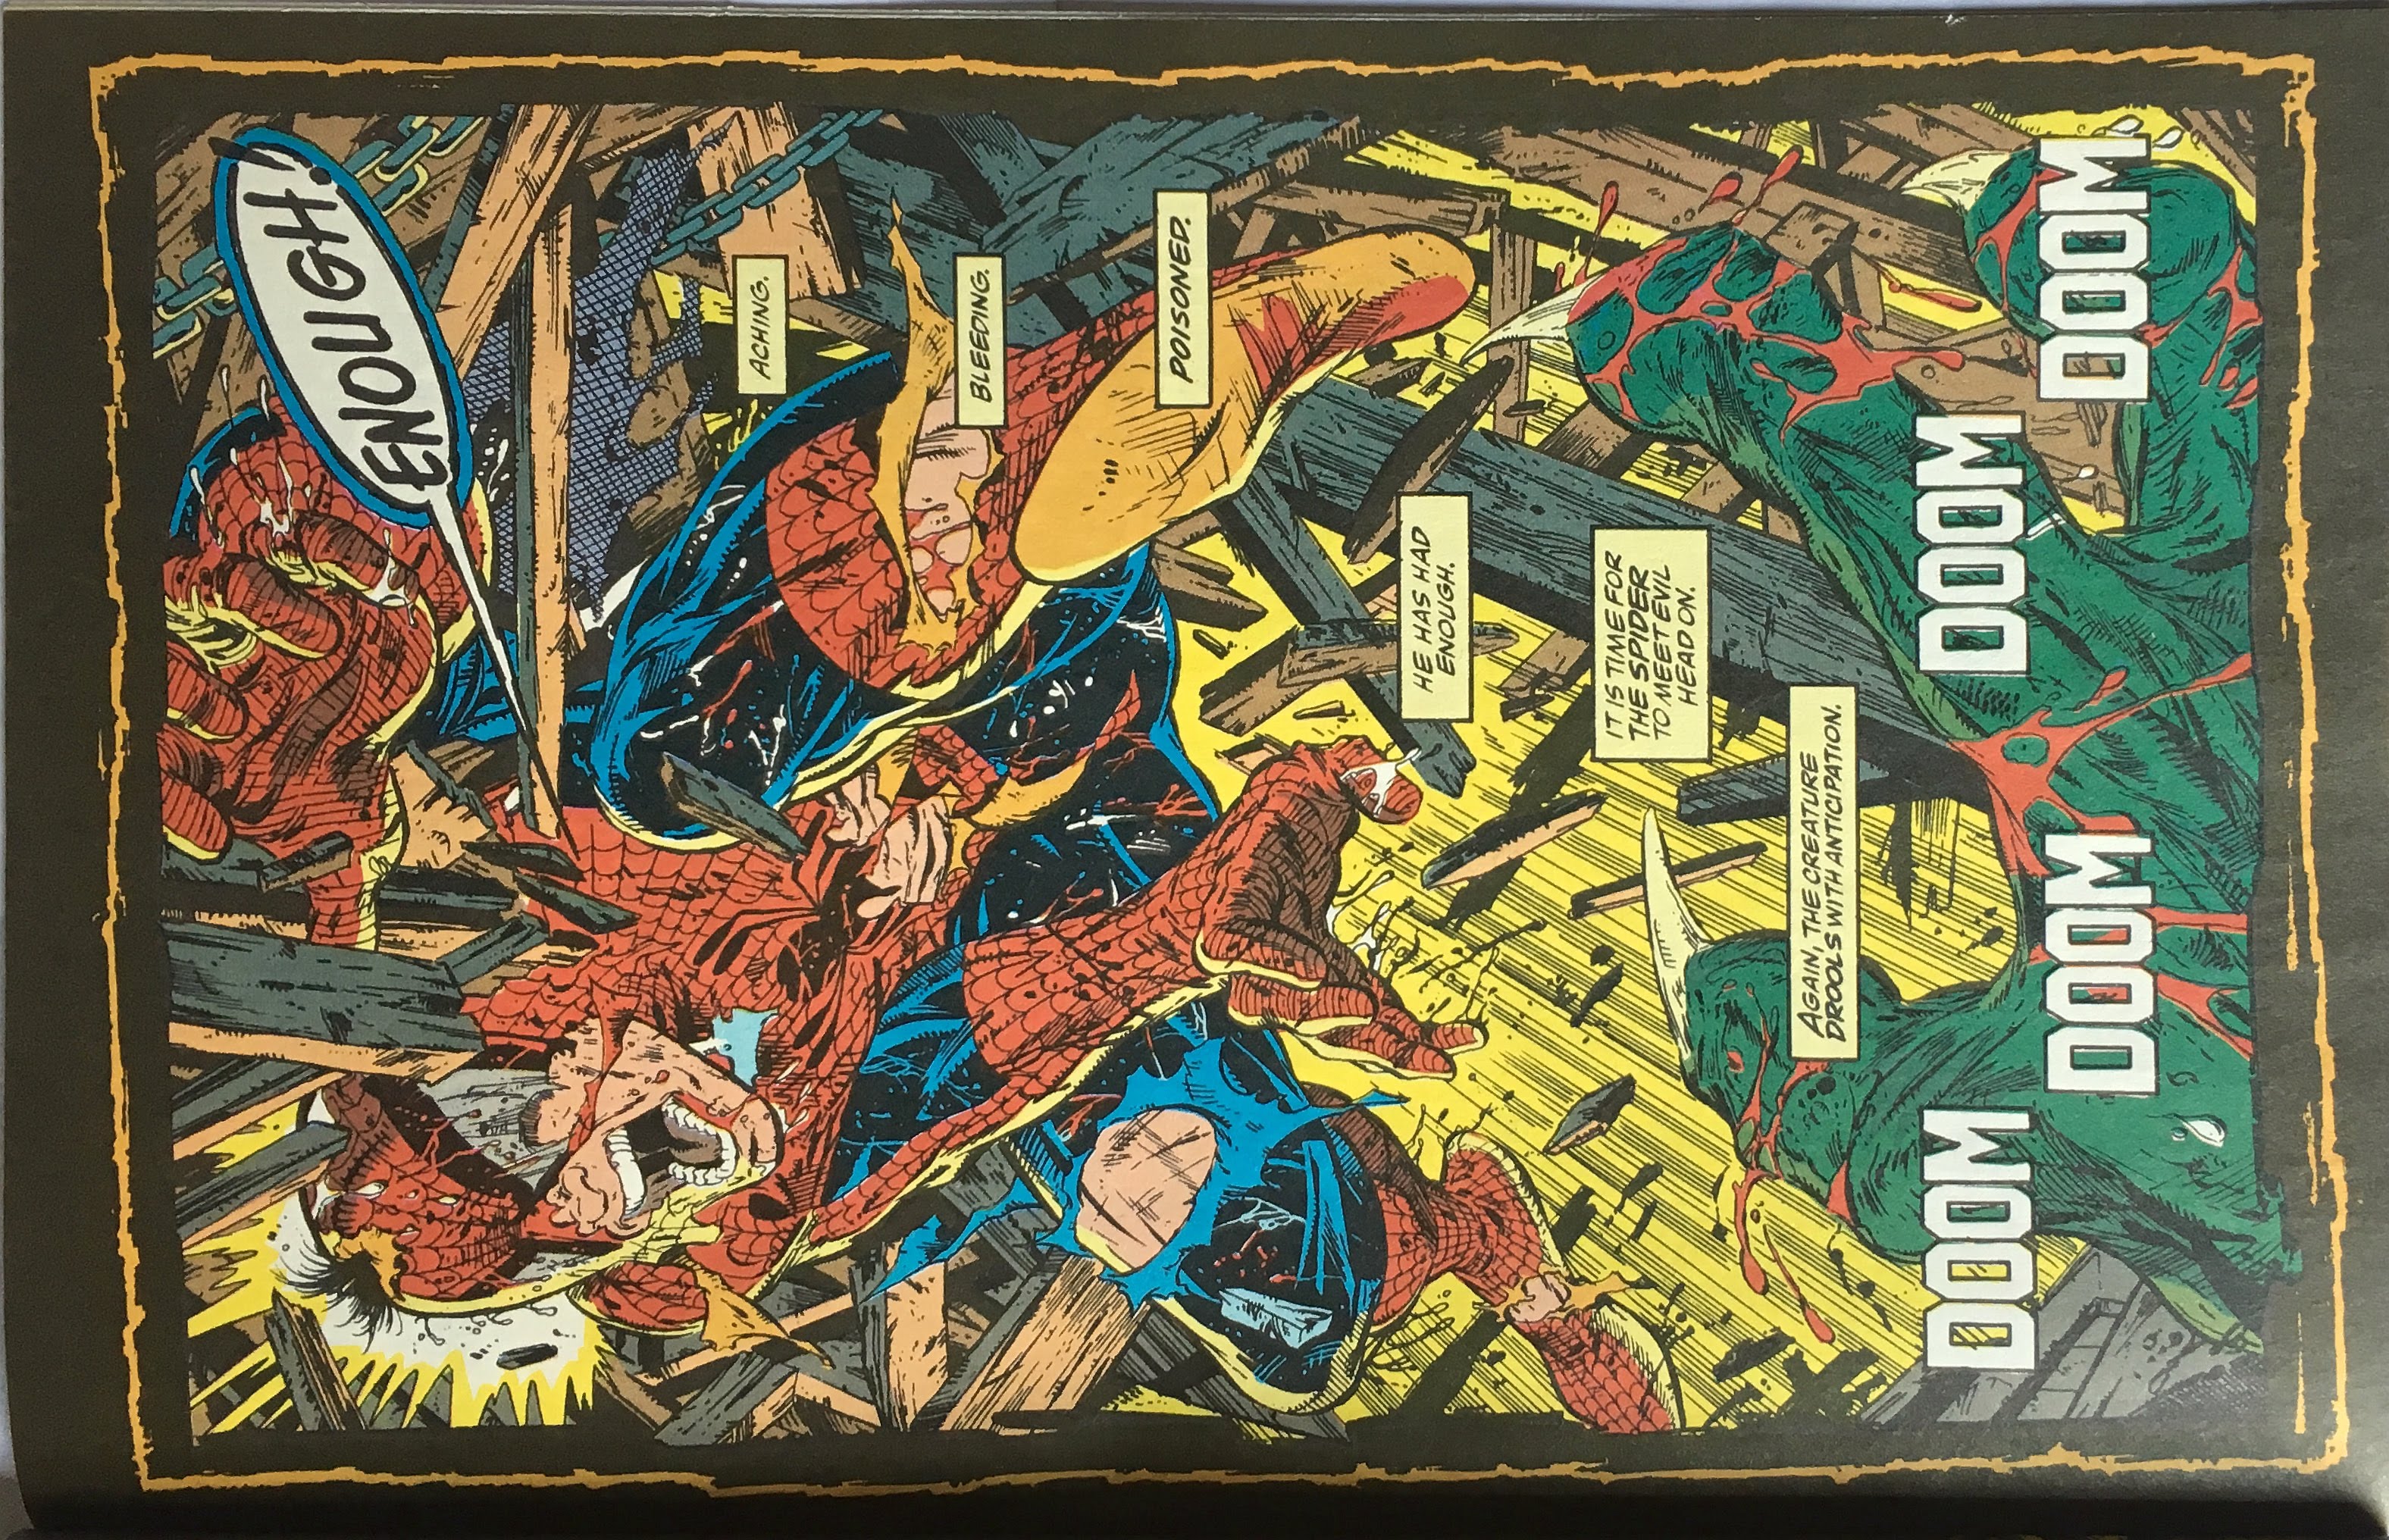 ENOUGH!
ACHING.
BLEEDING.
POISONED.
HE HAS HAD
ENOUGH.
IT IS TIME FOR
THE SPIDER
TO MEET EVIL
HEAD ON.
AGAIN, THE CREATURE
DROOLS WITH ANTICIPATION.
DOOM
DOOM
DOOM
DOOM